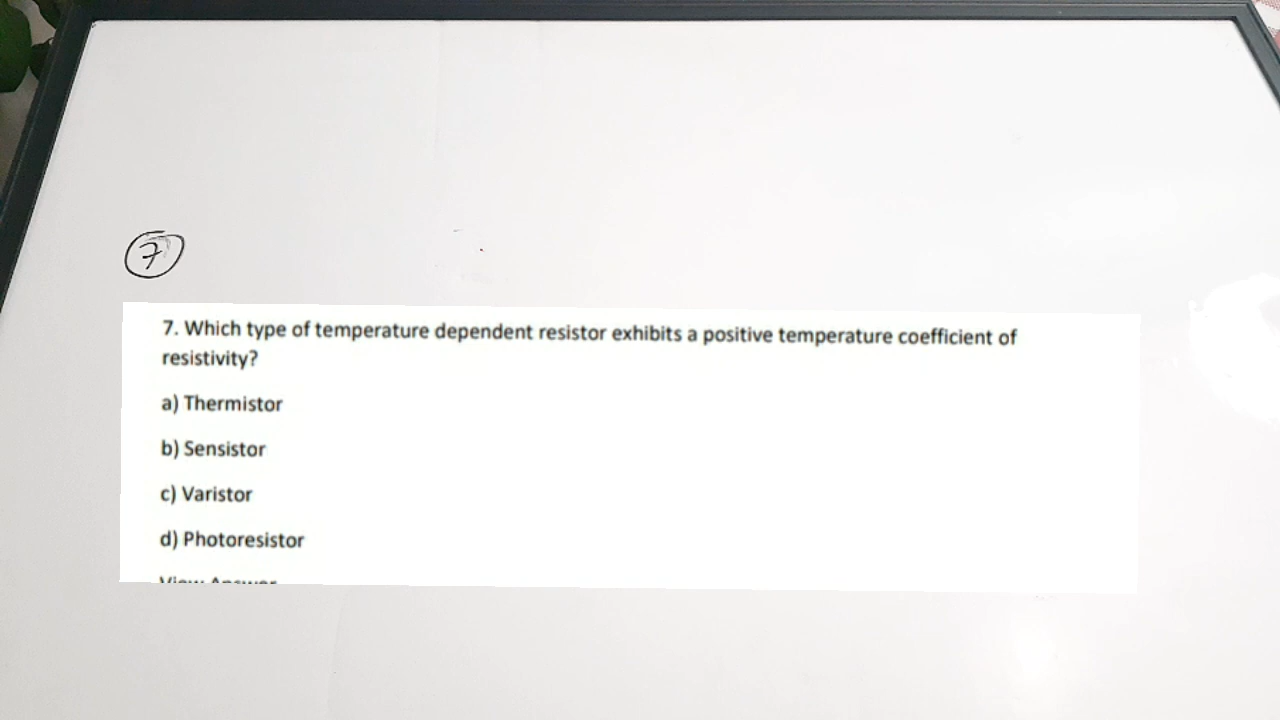 7
7. Which type of temperature dependent resistor exhibits a positive temperature coefficient of
resistivity?
a) Thermistor
b) Sensistor
c) Varistor
d) Photoresistor
View Answer